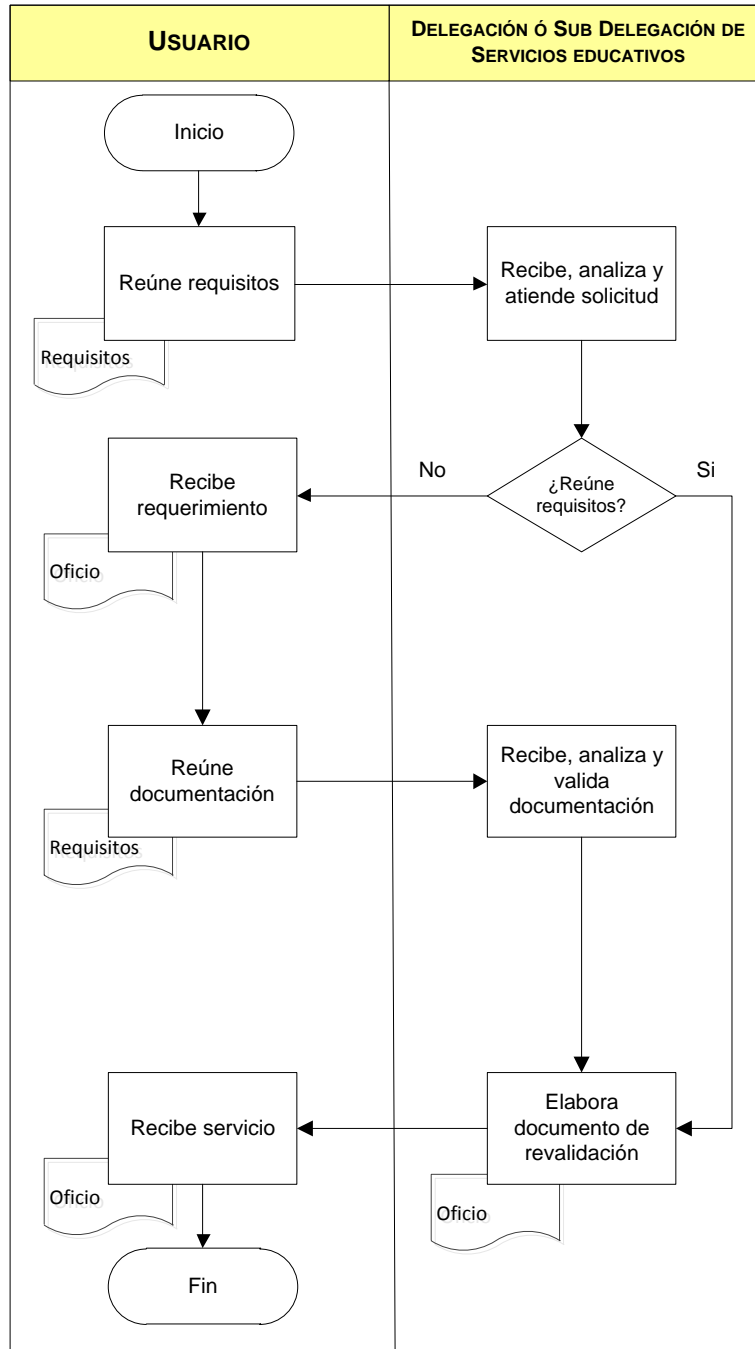 USUARIO
DELEGACIÓN Ó SUB DELEGACIÓN DE
SERVICIOS EDUCATIVOS
Inicio
Reúne requisitos
Requisitos
Recibe, analiza y
atiende solicitud
¿Reúne
requisitos?
No
Si
Recibe
requerimiento
Oficio
Reúne
documentación
Requisitos
Recibe, analiza y
valida
documentación
Elabora
documento de
revalidación
Oficio
Recibe servicio
Oficio
Fin